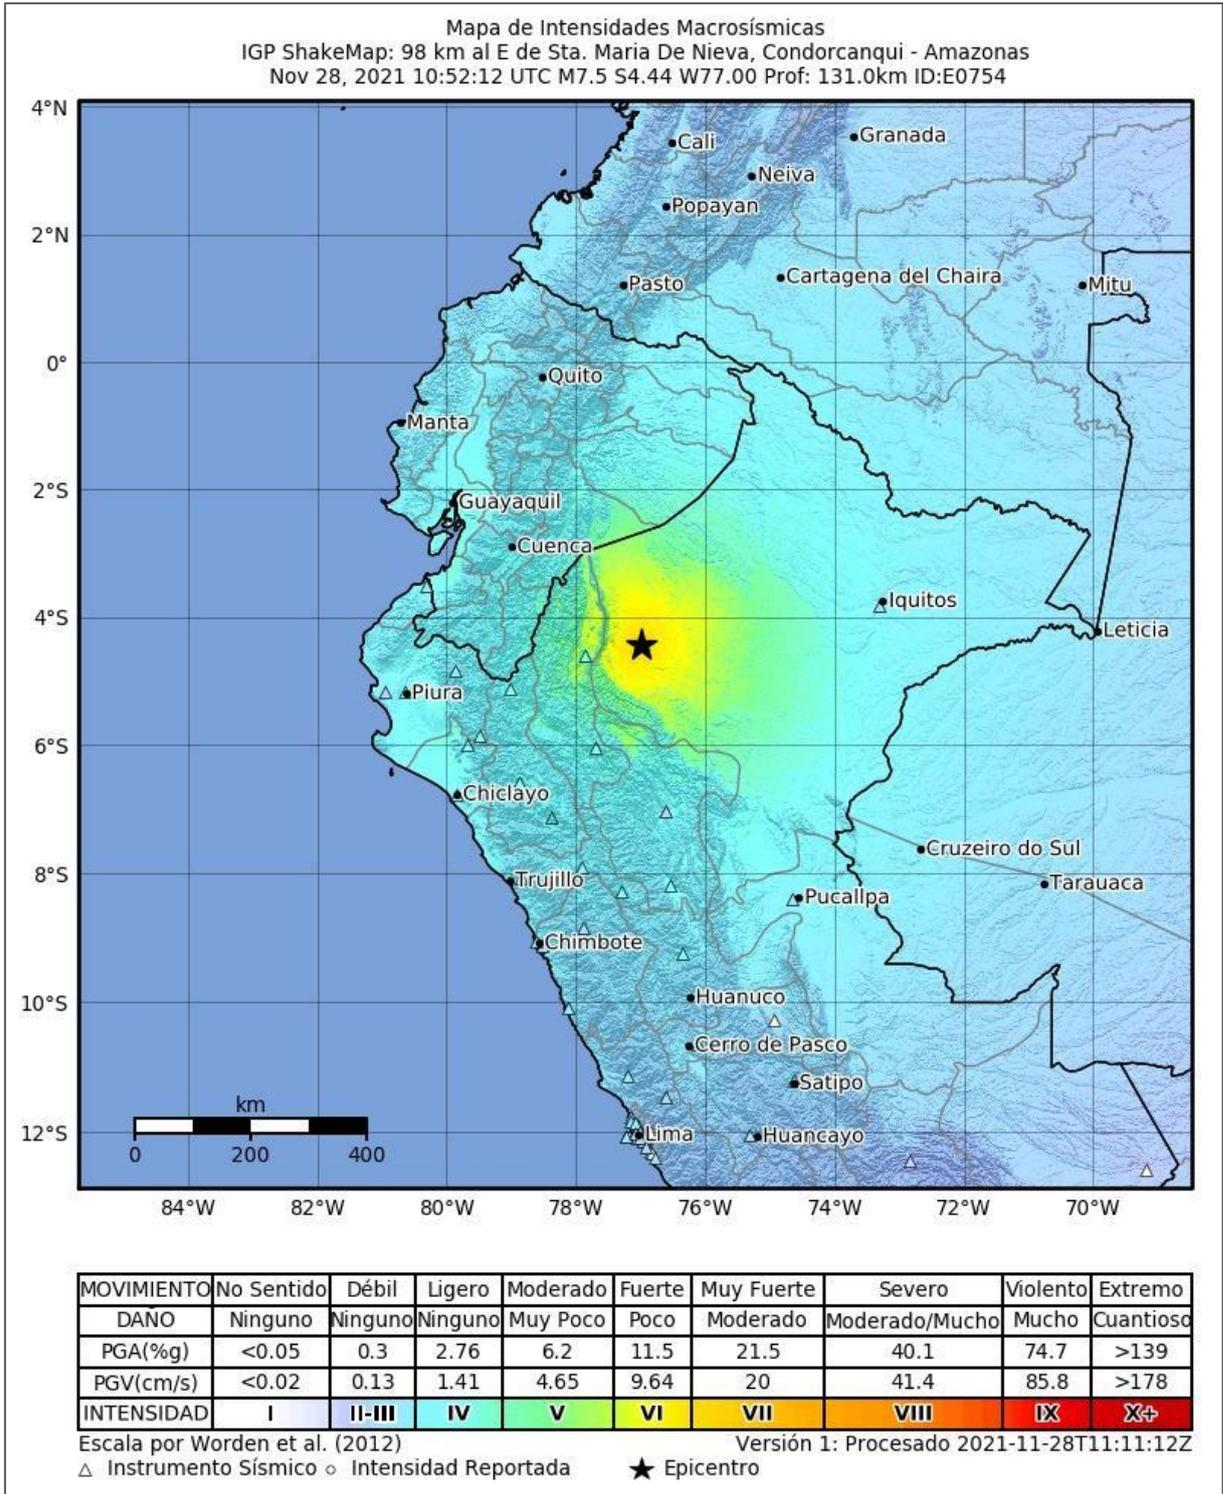 Mapa de Intensidades Macrosísmicas
IGP ShakeMap: 98 km al E de Sta. Maria De Nieva, Condorcanqui - Amazonas
Nov 28, 2021 10:52:12 UTC M7.5 S4.44 W77.00 Prof: 131.0km ID:E0754
4°N
Cali
Granada
Neiva
Popayan
2°N
Pasto
Cartagena del Chaira
Mitu
0°
Quito
Manta
2°S
Guayaquil
Cuenca
Iquitos
4°S
Leticia
Piura
6°S
Chiclayo
Cruzeiro do Sul
8°S
Trujillo
Tarauaca
Pucallpa
Chimbote
10°S
Huanuco
Cerro de Pasco
Satipo
km
12°S
Lima
Huancayo
0 200 400
84°W 82°W 80°W 78°W 76°W 74°W 72°W 70°W
MOVIMIENTO No Sentido Débil Ligero Moderado Fuerte Muy Fuerte Severo Violento Extremo
DAÑO Ninguno Ninguno Ninguno Muy Poco Poco Moderado Moderado/Mucho Mucho Cuantioso
PGA(%g) <0.05 0.3 2.76 6.2 11.5 21.5 40.1 74.7 >139
PGV(cm/s) <0.02 0.13 1.41 4.65 9.64 20 41.4 85.8 >178
INTENSIDAD I II-III IV V VI VII VIII IX X+
Escala por Worden et al. (2012) Versión 1: Procesado 2021-11-28T11:11:12Z
△ Instrumento Sísmico ○ Intensidad Reportada ★ Epicentro